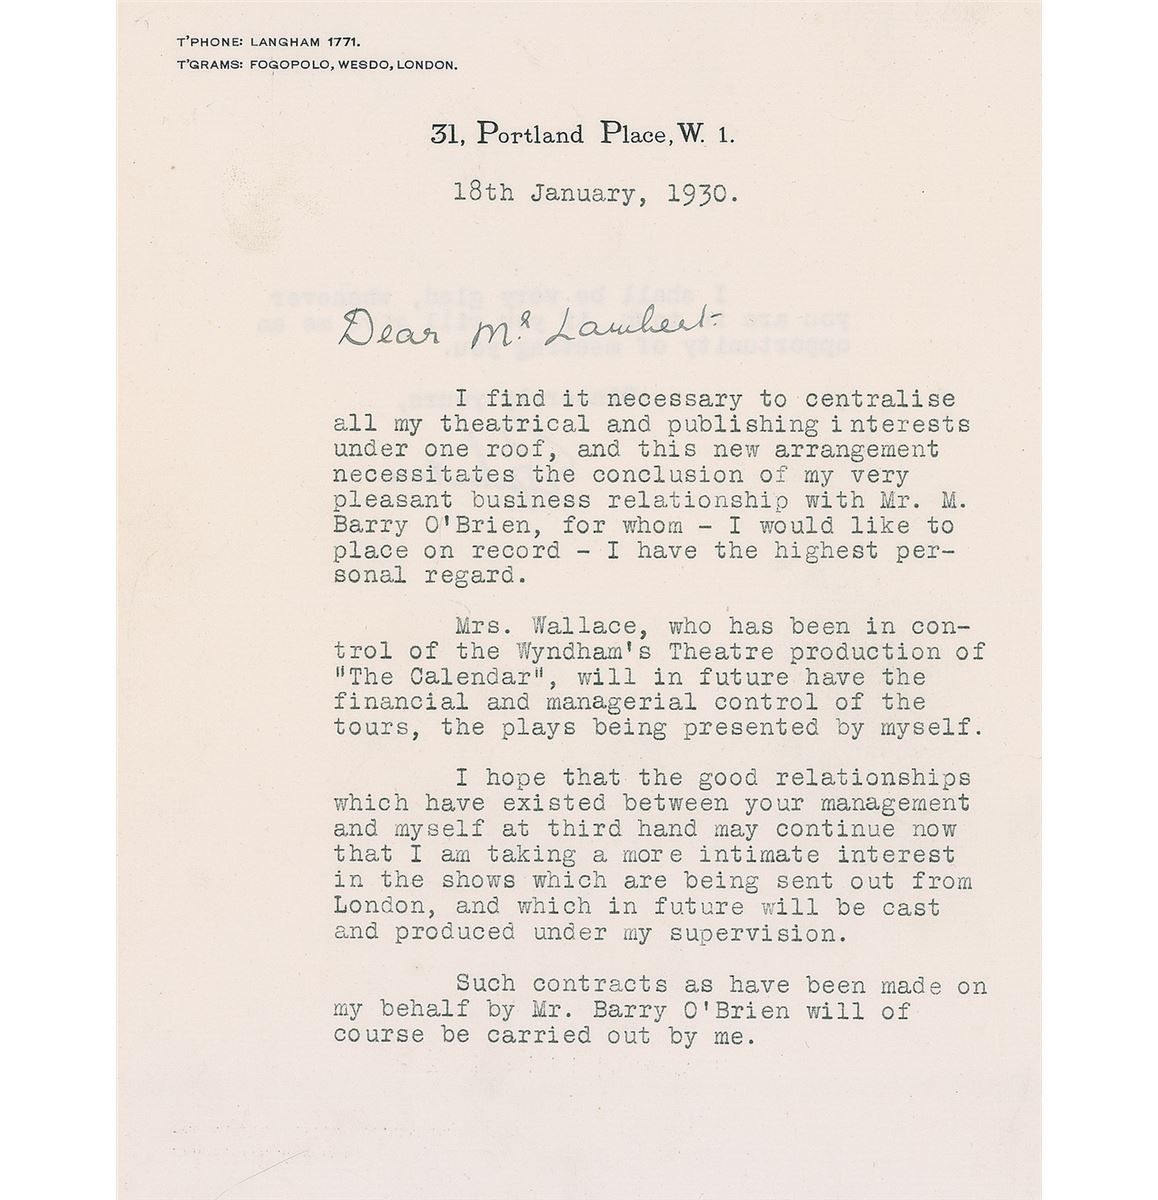 T'PHONE: LANGHAM 1771.
T'GRAMS: FOGOPOLO, WESDO, LONDON.
31, Portland Place, W. 1.
18th January, 1930.
Dear Mr Lambert
I find it necessary to centralise
all my theatrical and publishing interests
under one roof, and this new arrangement
necessitates the conclusion of my very
pleasant business relationship with Mr. M.
Barry O'Brien, for whom - I would like to
place on record - I have the highest per-
sonal regard.
Mrs. Wallace, who has been in con-
trol of the Wyndham's Theatre production of
"The Calendar", will in future have the
financial and managerial control of the
tours, the plays being presented by myself.
I hope that the good relationships
which have existed between your management
and myself at third hand may continue now
that I am taking a more intimate interest
in the shows which are being sent out from
London, and which in future will be cast
and produced under my supervision.
Such contracts as have been made on
my behalf by Mr. Barry O'Brien will of
course be carried out by me.